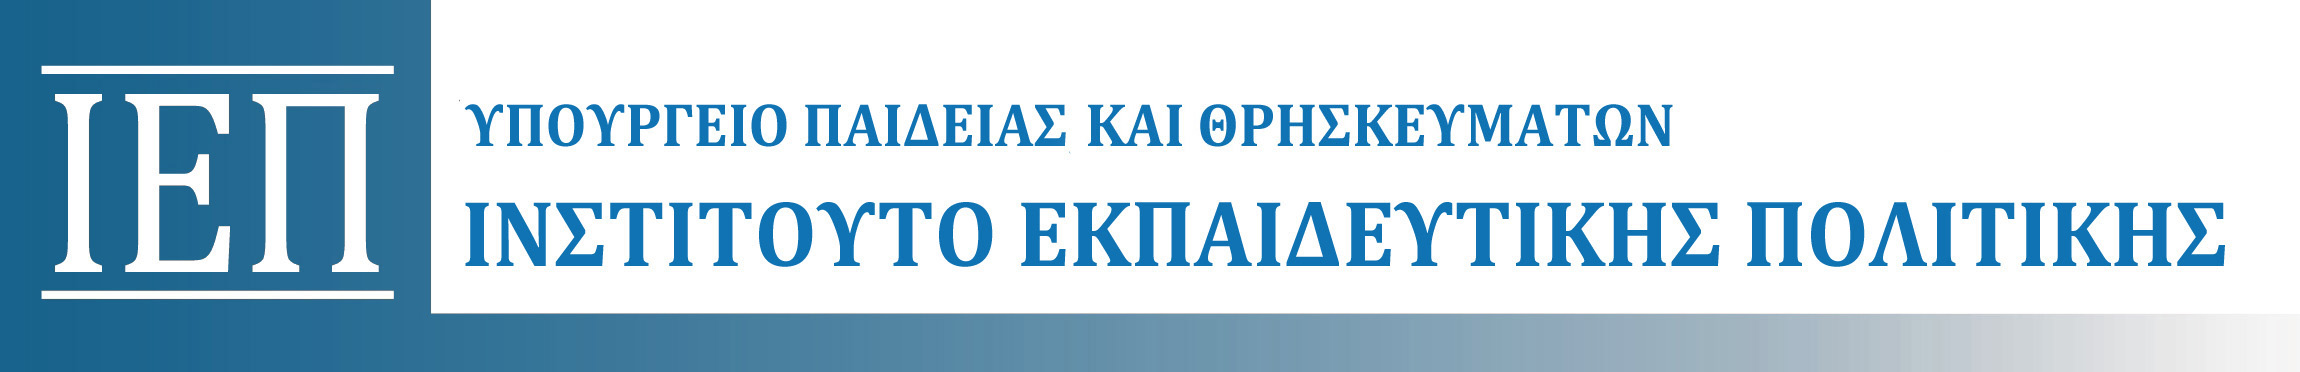 ΙΕΠ
ΥΠΟΥΡΓΕΙΟ ΠΑΙΔΕΙΑΣ ΚΑΙ ΘΡΗΣΚΕΥΜΑΤΩΝ
ΙΝΣΤΙΤΟΥΤΟ ΕΚΠΑΙΔΕΥΤΙΚΗΣ ΠΟΛΙΤΙΚΗΣ